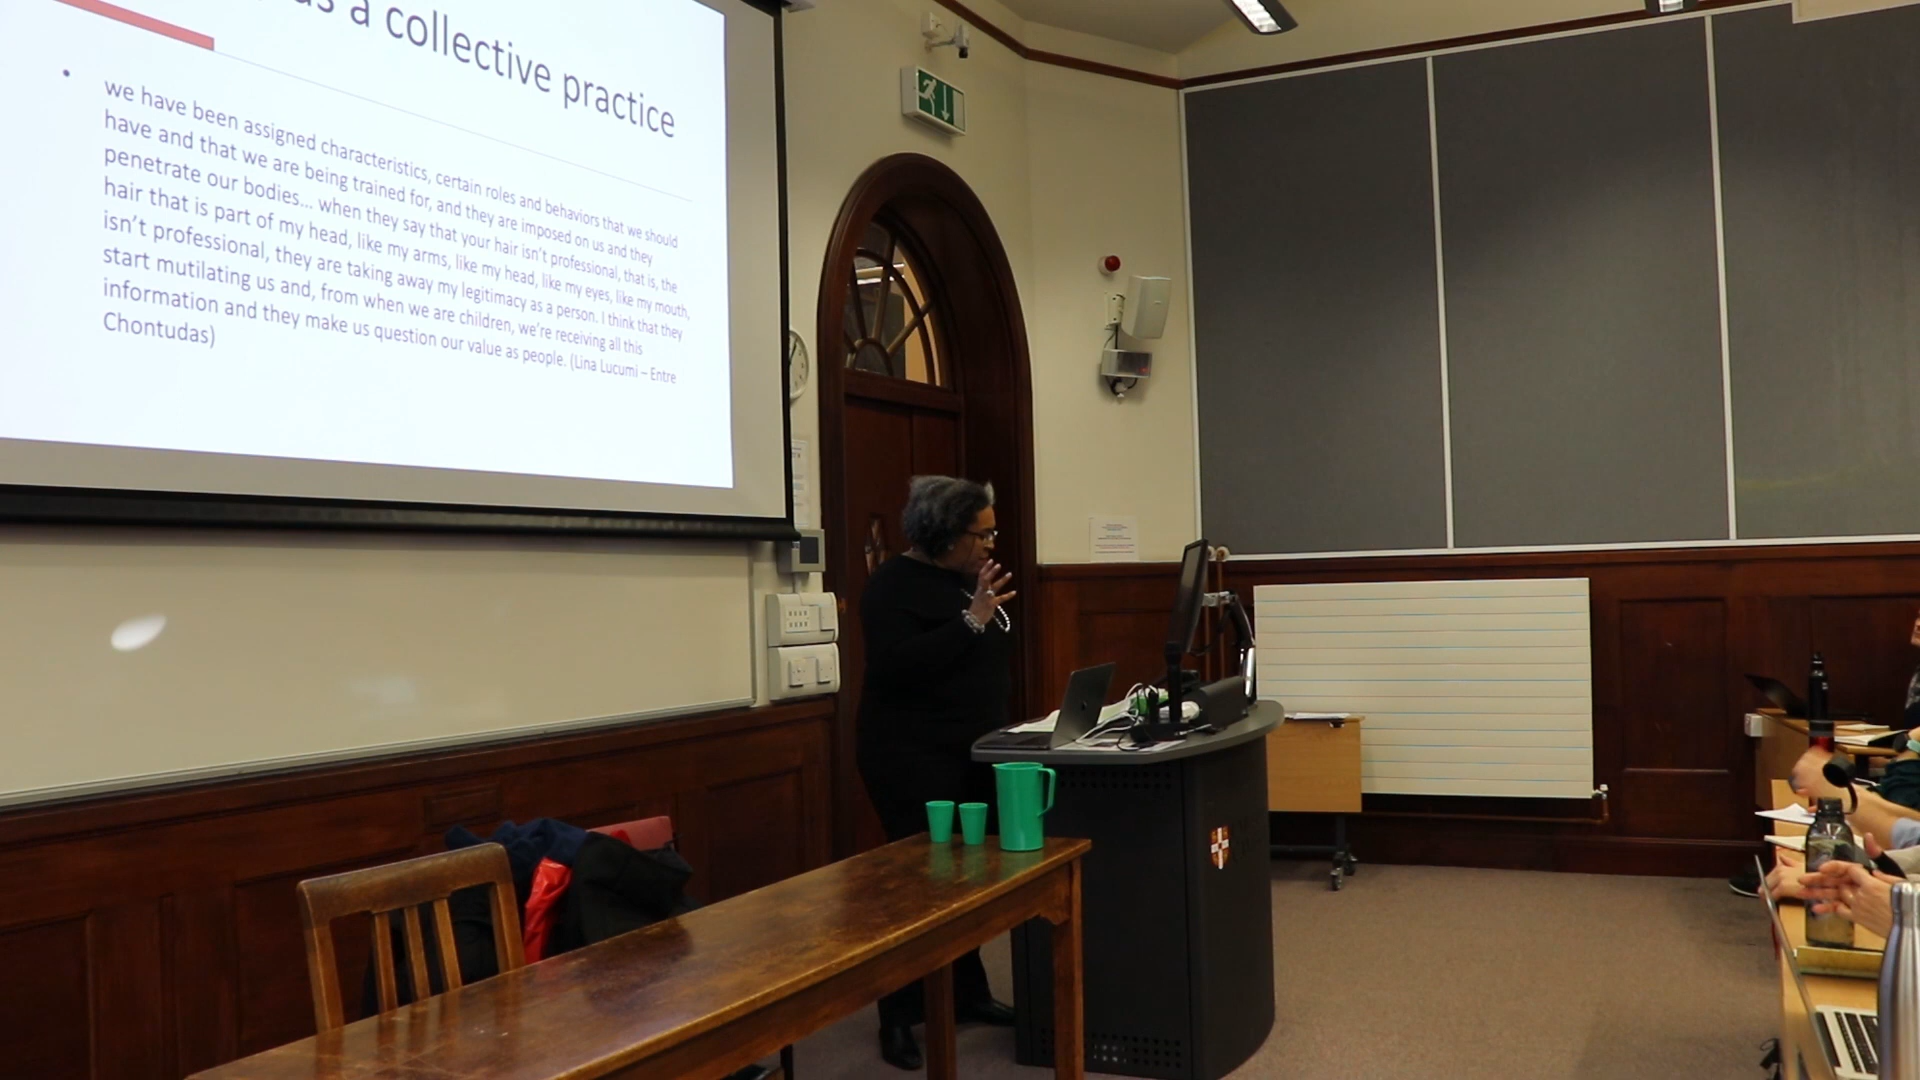 as a collective practice
• we have been assigned characteristics, certain roles and behaviors that we should
have and that we are being trained for, and they are imposed on us and they
penetrate our bodies... when they say that your hair isn't professional, that is, the
hair that is part of my head, like my arms, like my head, like my eyes, like my mouth,
isn't professional, they are taking away my legitimacy as a person. I think that they
start mutilating us and, from when we are children, we're receiving all this
information and they make us question our value as people. (Lina Lucumi – Entre
Chontudas)